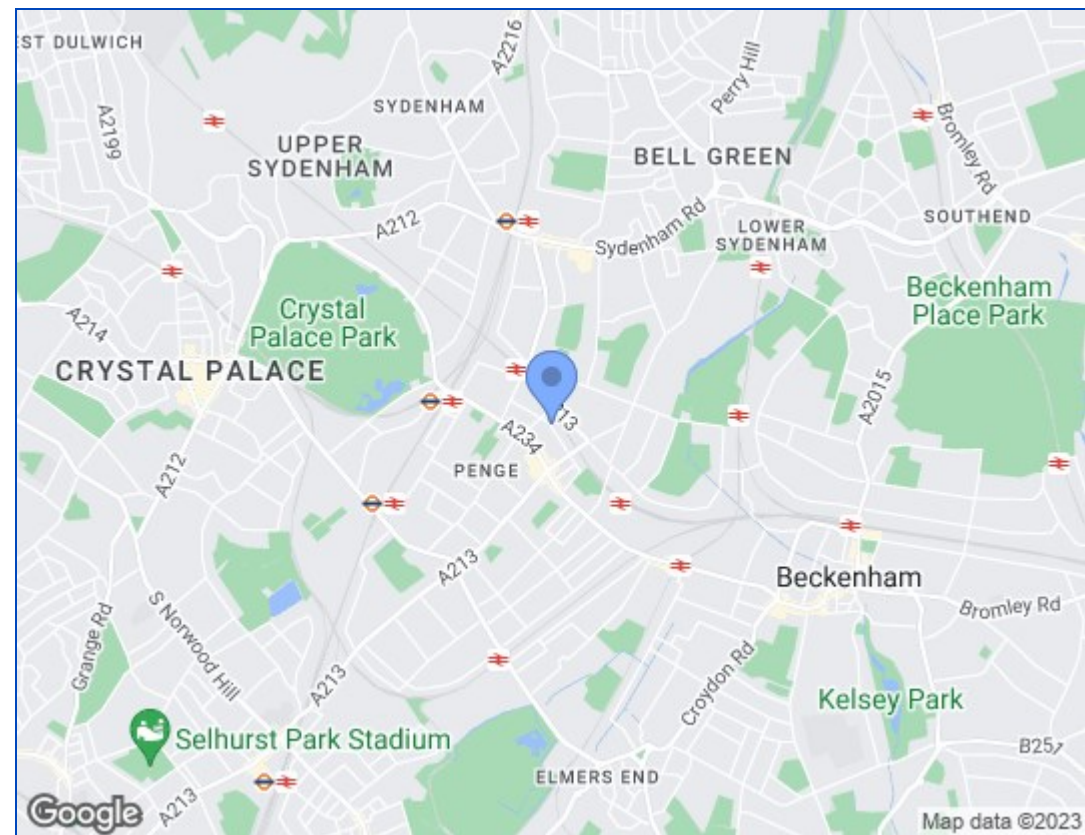 ST DULWICH
A2216
SYDENHAM
Perry Hill
A2199
UPPER
SYDENHAM
BELL GREEN
Bromley Rd
A212
Sydenham Rd
LOWER
SYDENHAM
SOUTHEND
A214
Crystal
Palace Park
Beckenham
Place Park
CRYSTAL PALACE
A2015
13
A234
A212
PENGE
A213
Beckenham
Bromley Rd
Grange Rd
S Norwood Hill
A213
Croydon Rd
Kelsey Park
Selhurst Park Stadium
B251
ELMERS END
A213
Google
Map data ©2023